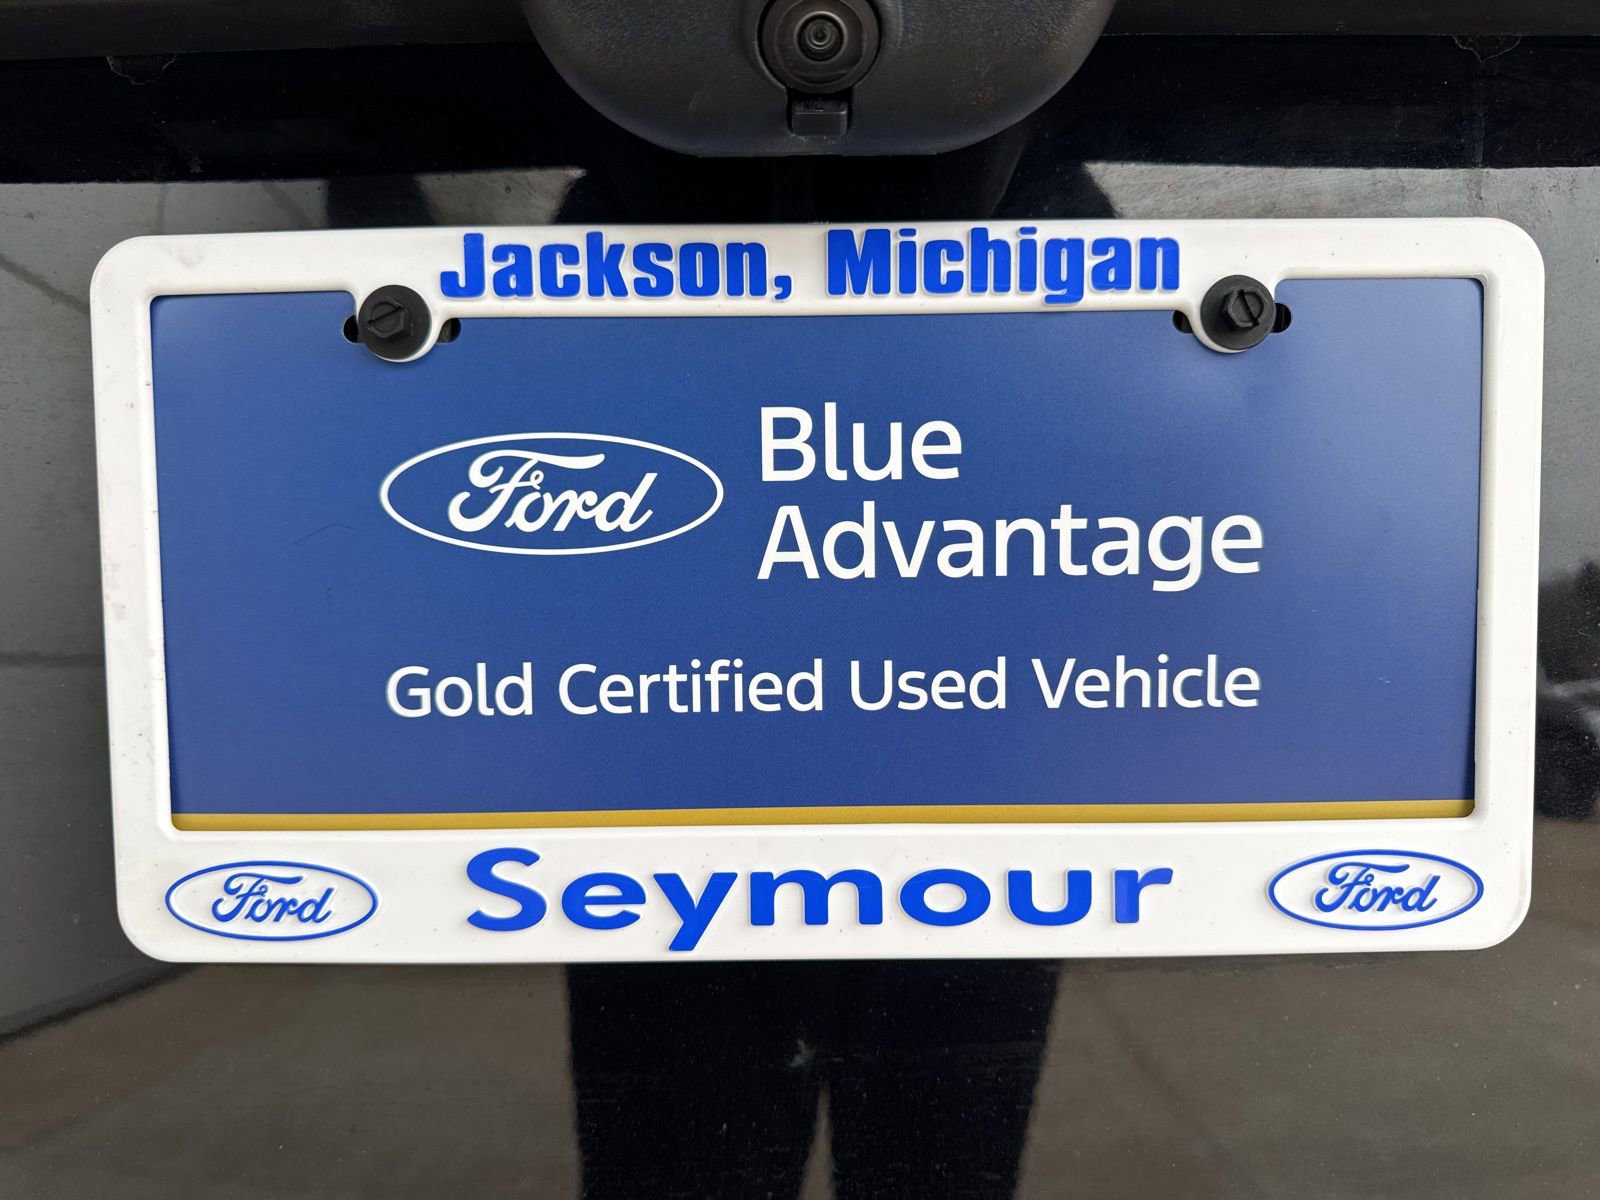 Jackson, Michigan
Ford
Blue
Advantage
Gold Certified Used Vehicle
Ford Seymour Ford